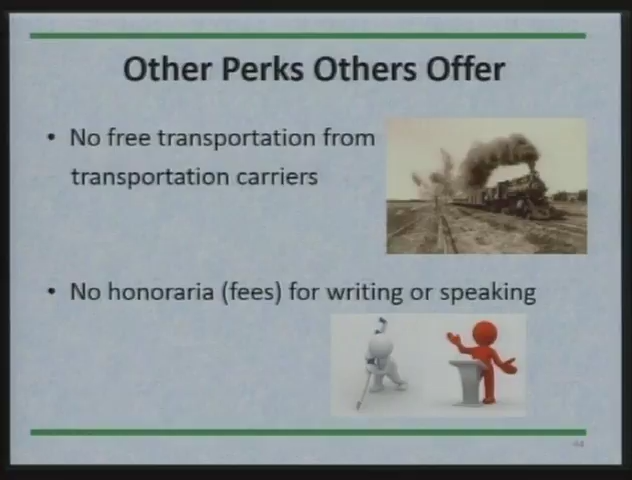 Other Perks Others Offer
• No free transportation from
transportation carriers
• No honoraria (fees) for writing or speaking